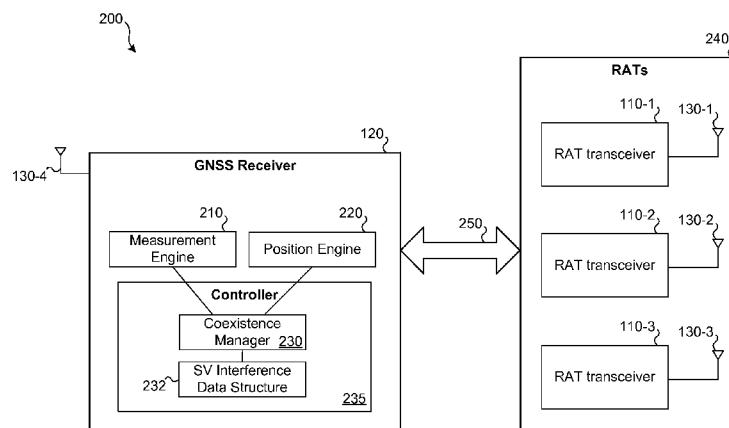 200
240
RATs
110-1
130-1
RAT transceiver
120
GNSS Receiver
130-4
210
220
Measurement
Engine
Position Engine
250
110-2
130-2
RAT transceiver
Controller
Coexistence
Manager
230
232
SV Interference
Data Structure
235
110-3
130-3
RAT transceiver